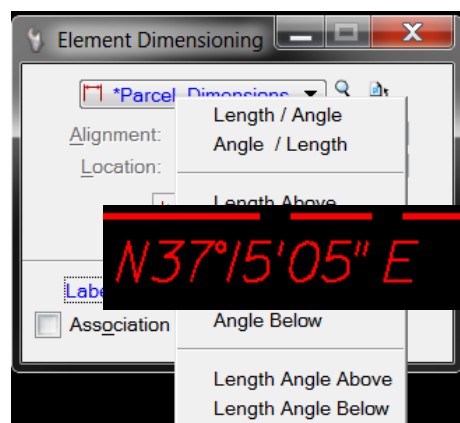 Element Dimensioning
*Parcel Dimensions
Length / Angle
Alignment:
Angle / Length
Location:
Length Above
N37°15'05" E
Association
Angle Below
Length Angle Above
Length Angle Below